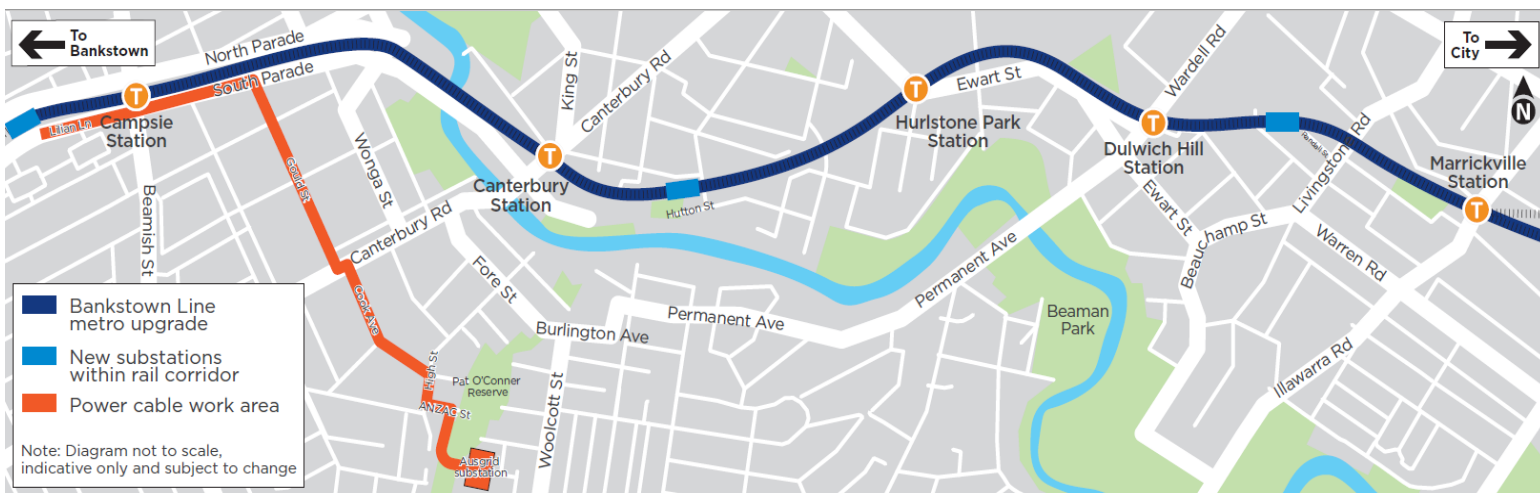 To
Bankstown
North Parade
South Parade
Lilian Ln
Campsie
Station
Beamish St
Gould St
Wonga St
Canterbury Rd
Cook Ave
Fore St
High St
Pat O'Conner
Reserve
ANZAC St
Ausgrid
substation
Burlington Ave
Woolcott St
King St
Canterbury Rd
T
T
T
T
T
Canterbury
Station
Hutton St
Permanent Ave
Permanent Ave
Hurlstone Park
Station
Ewart St
Wardell Rd
Dulwich Hill
Station
Ewart St
Beauchamp St
Randall St
Livingstone Rd
Warren Rd
Illawarra Rd
Beaman
Park
Marrickville
Station
To
City
N
Bankstown Line
metro upgrade
New substations
within rail corridor
Power cable work area
Note: Diagram not to scale,
indicative only and subject to change